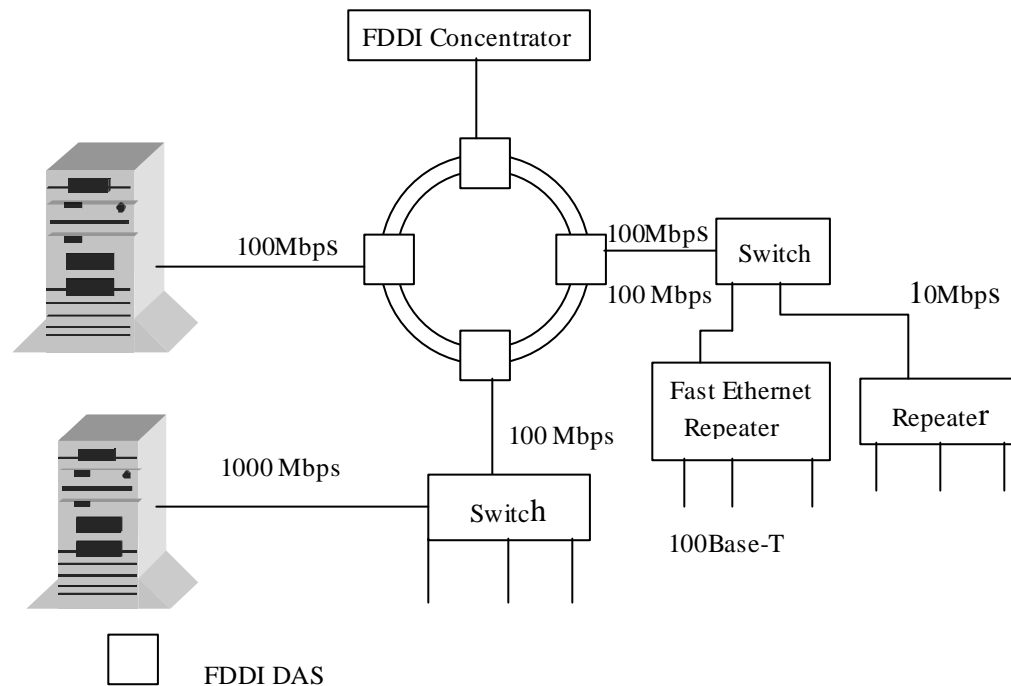 FDDI Concentrator
100Mbps
100Mbps
Switch
100 Mbps
10Mbps
Fast Ethernet
Repeater
Repeater
100 Mbps
1000 Mbps
Switch
100Base-T
FDDI DAS